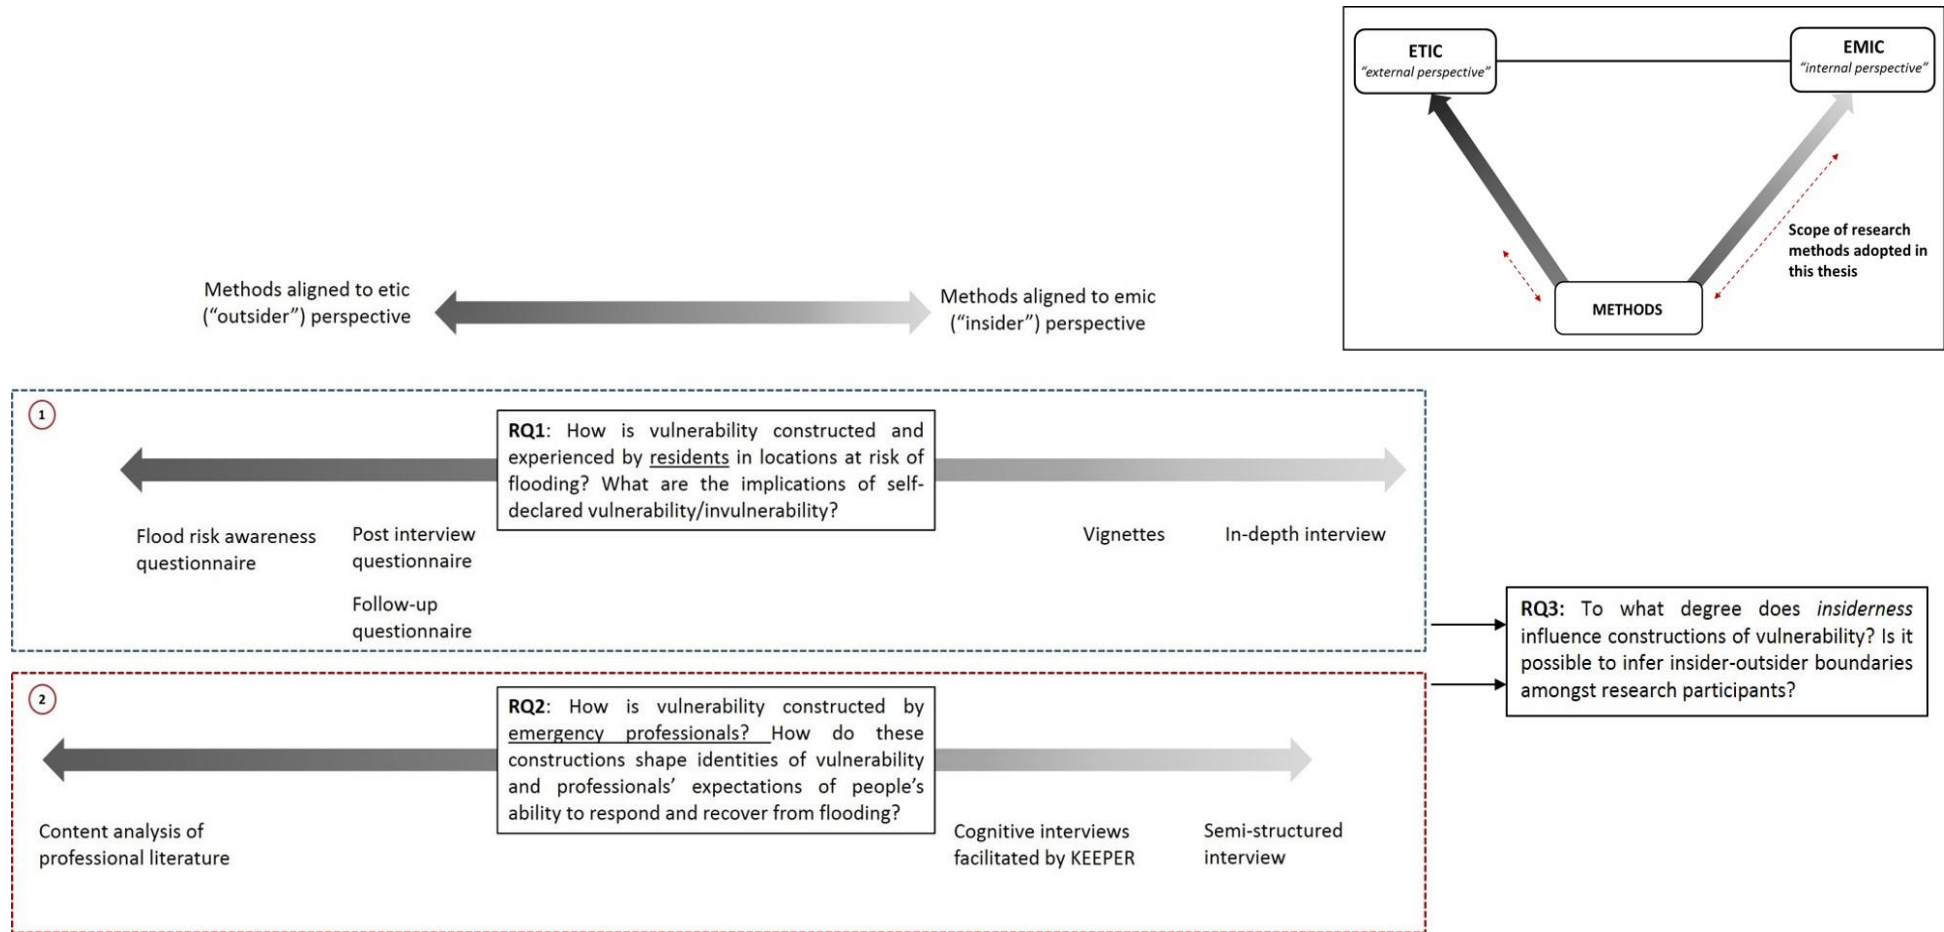 ETIC
"external perspective"
EMIC
"internal perspective"
Scope of research
methods adopted in
this thesis
METHODS
Methods aligned to etic
("outsider") perspective
Methods aligned to emic
("insider") perspective
1
RQ1: How is vulnerability constructed and
experienced by residents in locations at risk of
flooding? What are the implications of self-
declared vulnerability/invulnerability?
Flood risk awareness
questionnaire
Post interview
questionnaire
Follow-up
questionnaire
Vignettes
In-depth interview
2
RQ2: How is vulnerability constructed by
emergency professionals? How do these
constructions shape identities of vulnerability
and professionals' expectations of people's
ability to respond and recover from flooding?
Content analysis of
professional literature
Cognitive interviews
facilitated by KEEPER
Semi-structured
interview
RQ3: To what degree does insiderness
influence constructions of vulnerability? Is it
possible to infer insider-outsider boundaries
amongst research participants?